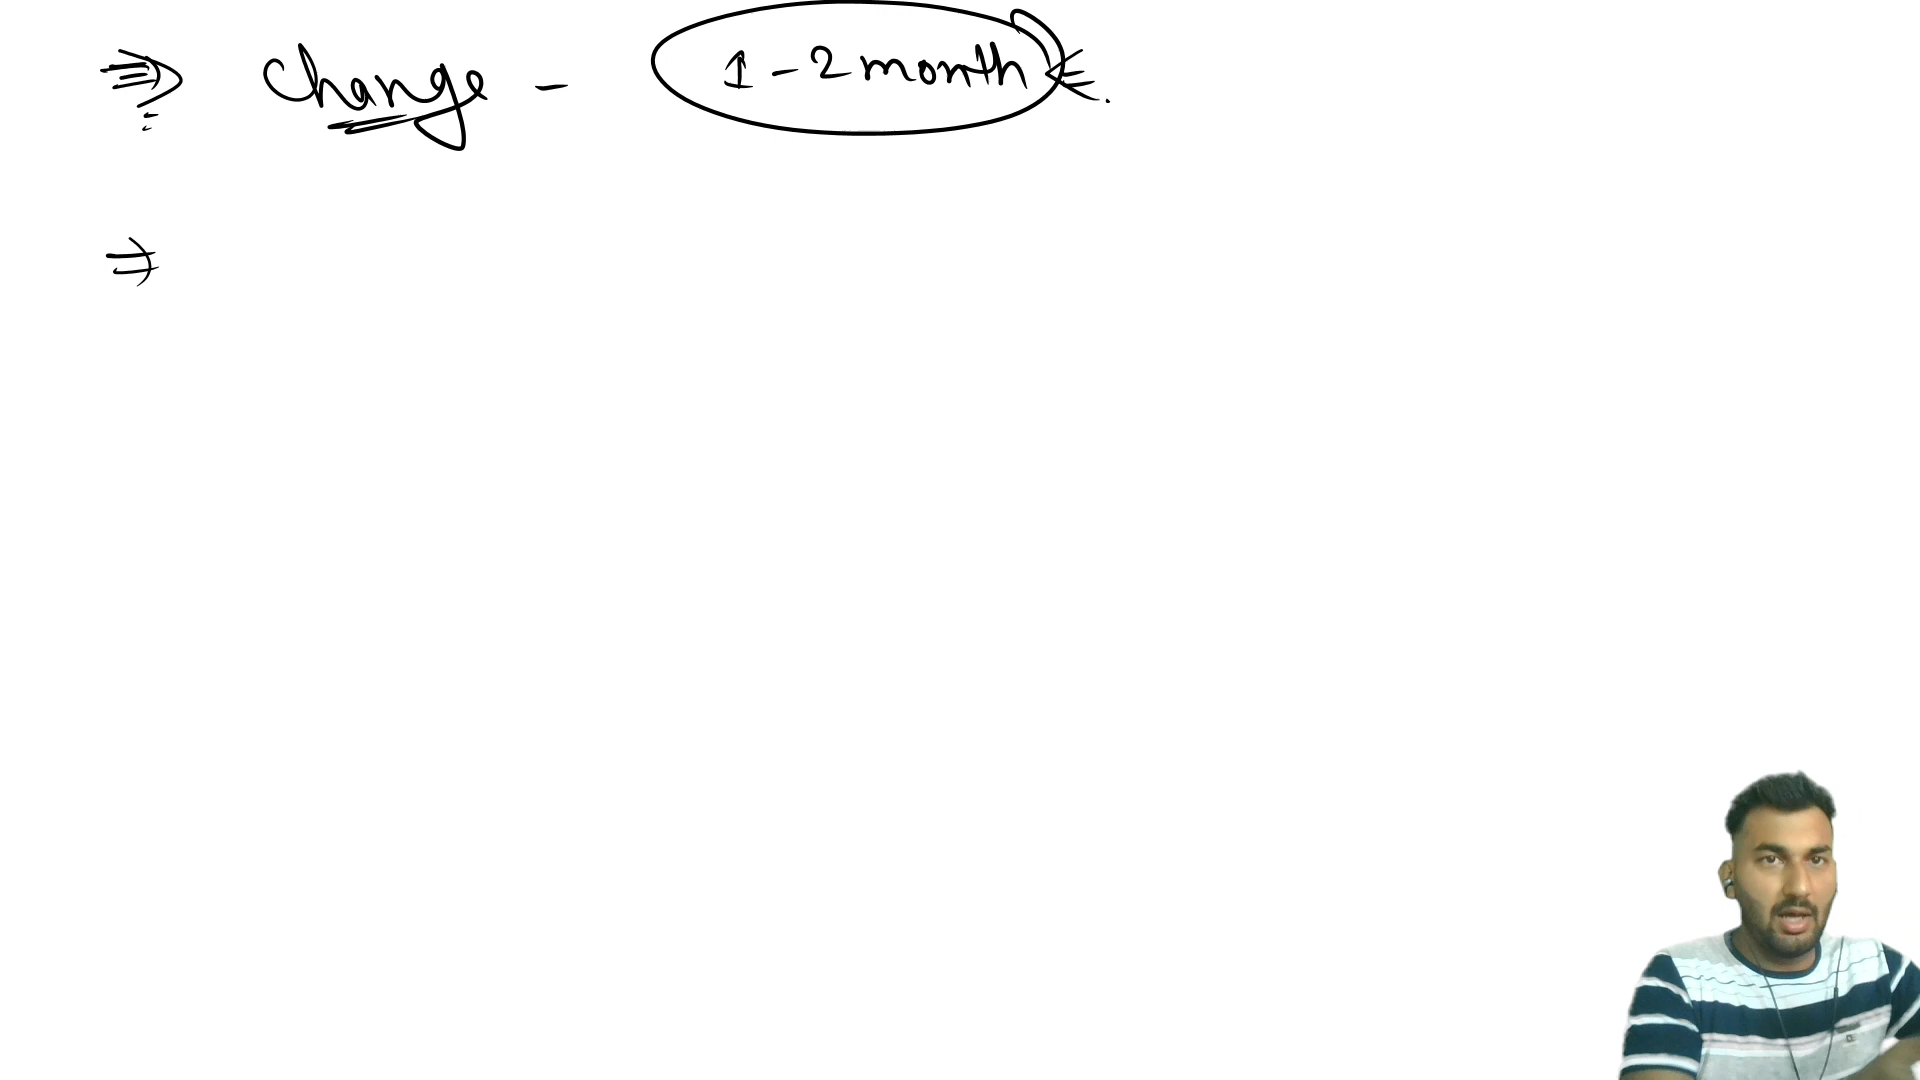 ⇒ change - 1-2 month ⇐.
⇒